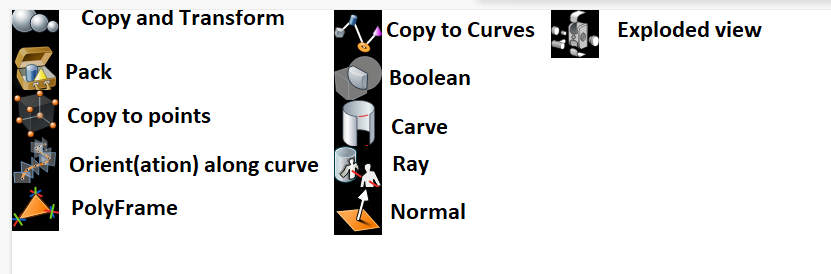 Copy and Transform
Pack
Copy to points
Orient(ation) along curve
PolyFrame
Copy to Curves
Boolean
Carve
Ray
Normal
Exploded view